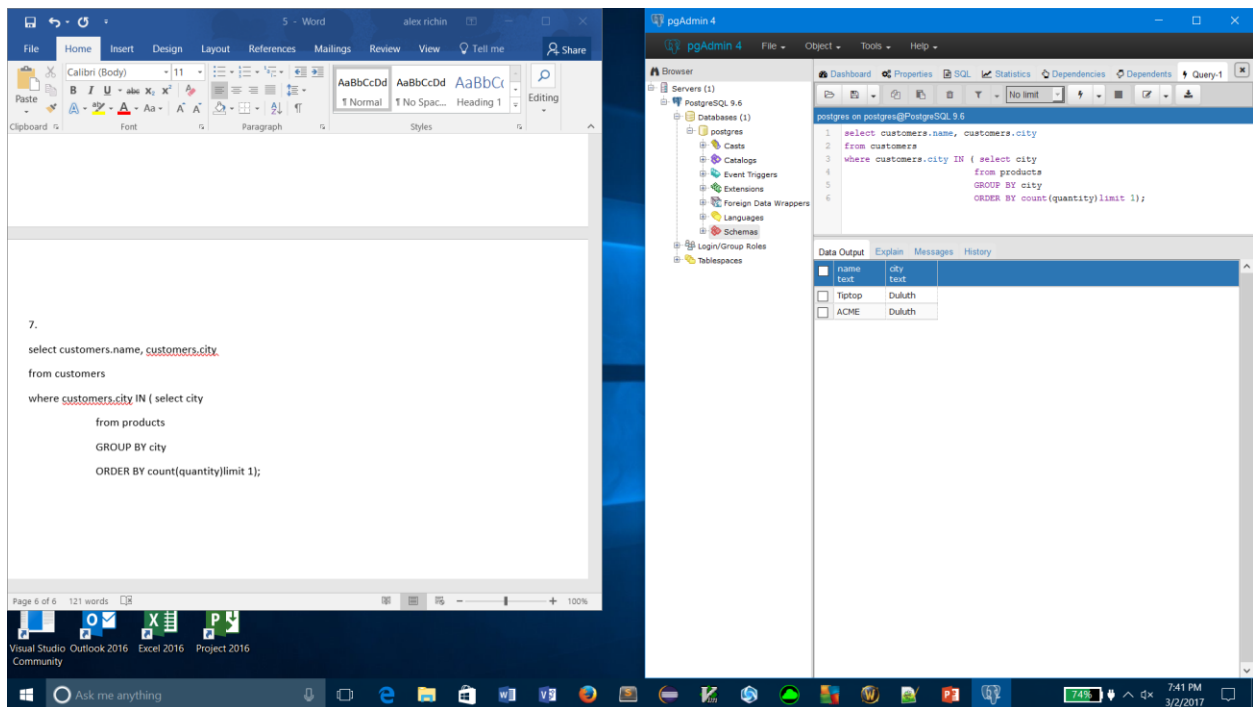 5 - Word
alex richin
File Home Insert Design Layout References Mailings Review View Tell me Share
Paste
Calibri (Body) 11
B I U abc X₂ X²
A ab A Aa A A
AaBbCcDd AaBbCcDd AaBbCc
¶ Normal ¶ No Spac... Heading 1
Editing
Clipboard Font Paragraph Styles
7.
select customers.name, customers.city
from customers
where customers.city IN ( select city
from products
GROUP BY city
ORDER BY count(quantity)limit 1);
Page 6 of 6 121 words 100%
Visual Studio Community
Outlook 2016
Excel 2016
Project 2016
pgAdmin 4
pgAdmin 4 File Object Tools Help
Browser
Servers (1)
PostgreSQL 9.6
Databases (1)
postgres
Casts
Catalogs
Event Triggers
Extensions
Foreign Data Wrappers
Languages
Schemas
Login/Group Roles
Tablespaces
Dashboard Properties SQL Statistics Dependencies Dependents Query-1
No limit
postgres on postgres@PostgreSQL 9.6
1 select customers.name, customers.city
2 from customers
3 where customers.city IN ( select city
4 from products
5 GROUP BY city
6 ORDER BY count(quantity)limit 1);
Data Output Explain Messages History
name city
text text
Tiptop Duluth
ACME Duluth
Ask me anything
74%
7:41 PM
3/2/2017